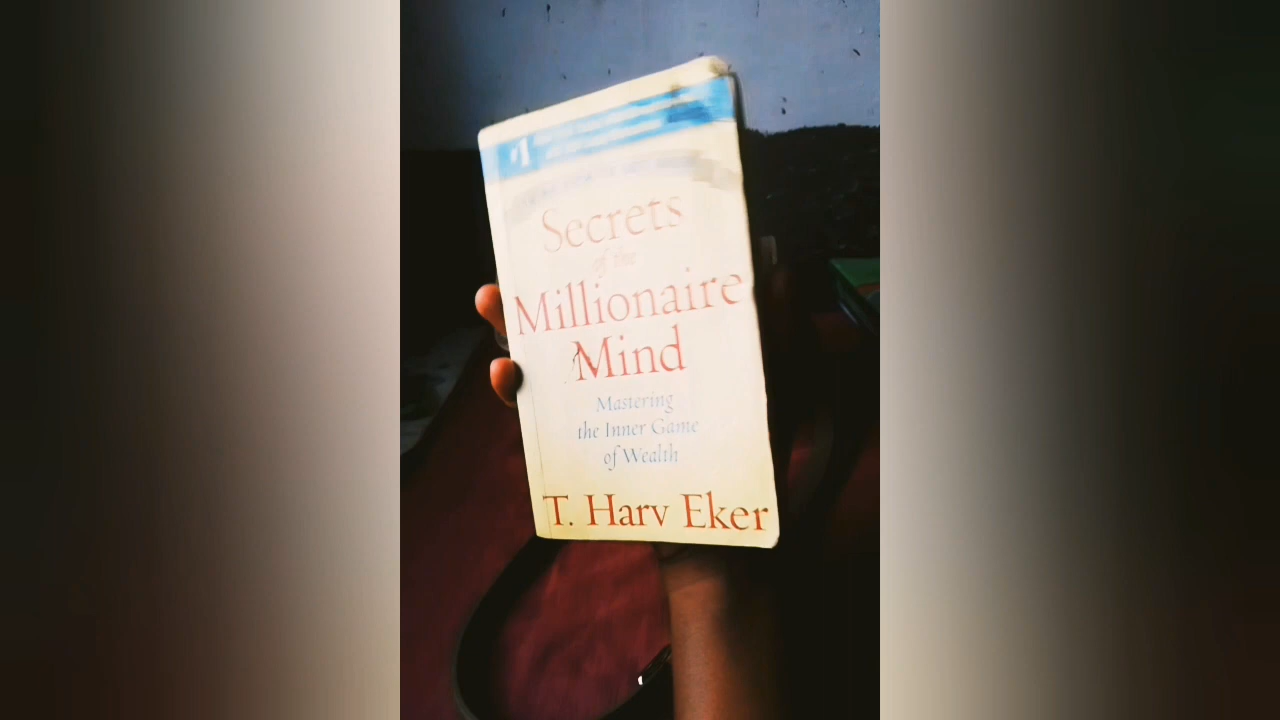 #1
Secrets
of the
Millionaire
Mind
Mastering
the Inner Game
of Wealth
T. Harv Eker